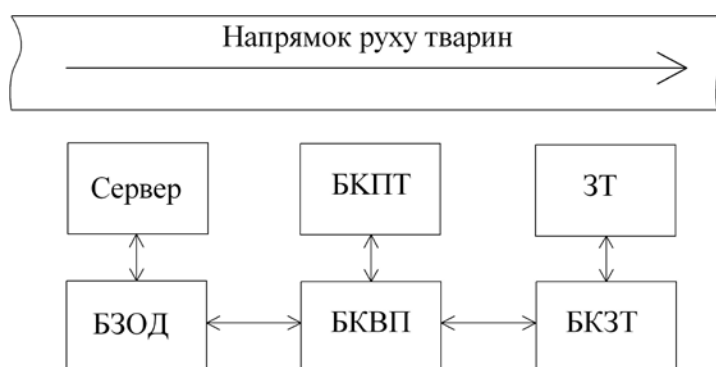 Напрямок руху тварин
Сервер
БКПТ
ЗТ
БЗОД
БКВП
БКЗТ